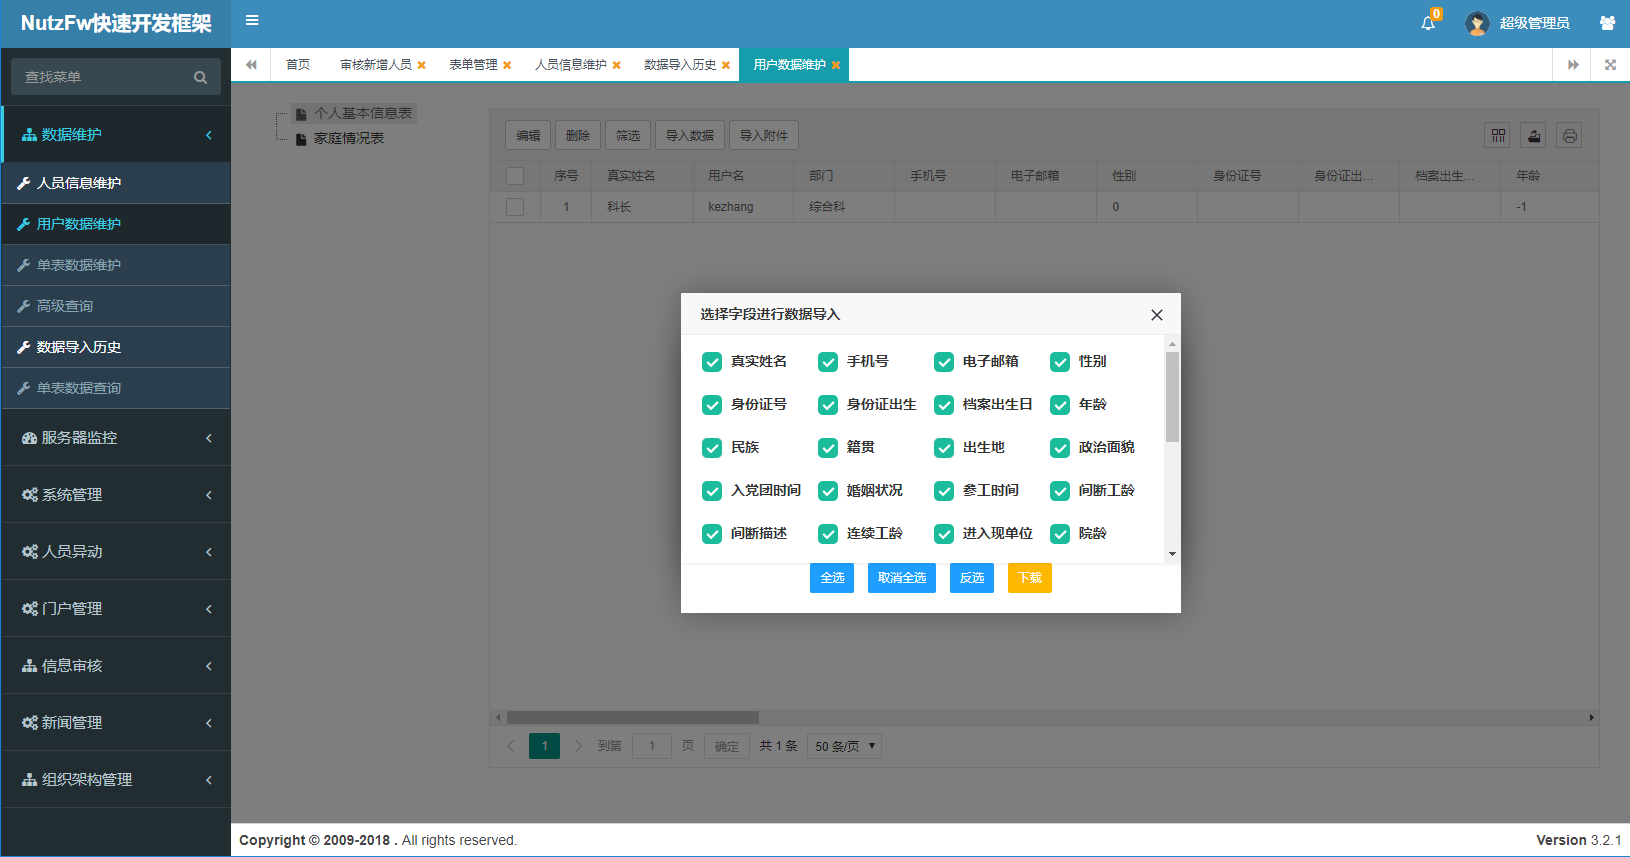 NutzFw快速开发框架
0
超级管理员
查找菜单
首页 审核新增人员 表单管理 人员信息维护 数据导入历史 用户数据维护
数据维护
人员信息维护
用户数据维护
单表数据维护
高级查询
数据导入历史
单表数据查询
服务器监控
系统管理
人员异动
门户管理
信息审核
新闻管理
组织架构管理
个人基本信息表
家庭情况表
编辑 删除 筛选 导入数据 导入附件
序号 真实姓名 用户名 部门 手机号 电子邮箱 性别 身份证号 身份证出... 档案出生... 年龄
1 科长 kezhang 综合科 0 -1
选择字段进行数据导入
真实姓名 手机号 电子邮箱 性别
身份证号 身份证出生 档案出生日 年龄
民族 籍贯 出生地 政治面貌
入党团时间 婚姻状况 参工时间 间断工龄
间断描述 连续工龄 进入现单位 院龄
全选 取消全选 反选 下载
1 到第 1 页 确定 共 1 条 50 条/页
Copyright © 2009-2018 . All rights reserved.
Version 3.2.1